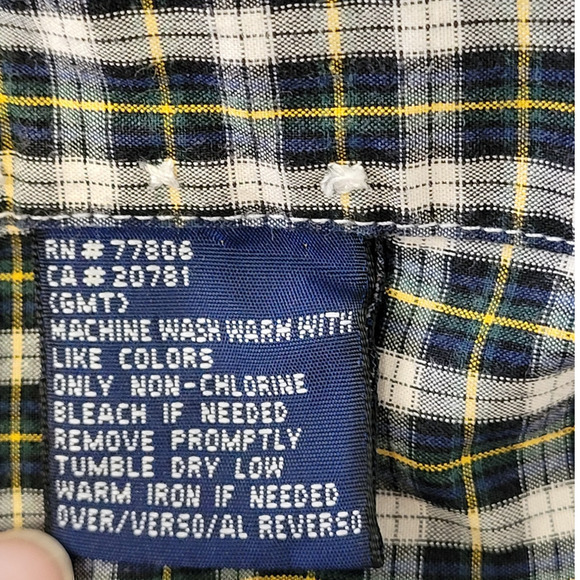 RN # 77806
CA # 20781
(GMT)
MACHINE WASH WARM WITH
LIKE COLORS
ONLY NON-CHLORINE
BLEACH IF NEEDED
REMOVE PROMPTLY
TUMBLE DRY LOW
WARM IRON IF NEEDED
OVER/VERSO/AL REVERSO